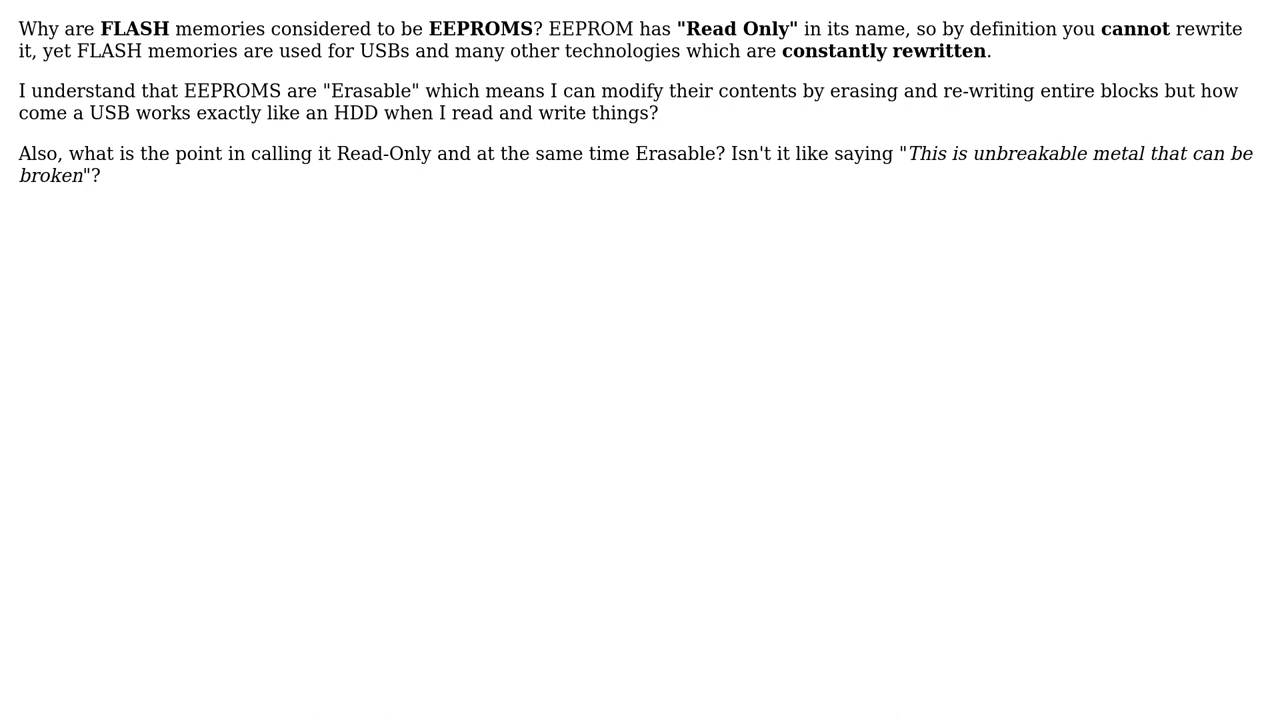 Why are FLASH memories considered to be EEPROMS? EEPROM has "Read Only" in its name, so by definition you cannot rewrite
it, yet FLASH memories are used for USBs and many other technologies which are constantly rewritten.
I understand that EEPROMS are "Erasable" which means I can modify their contents by erasing and re-writing entire blocks but how
come a USB works exactly like an HDD when I read and write things?
Also, what is the point in calling it Read-Only and at the same time Erasable? Isn't it like saying "This is unbreakable metal that can be
broken"?